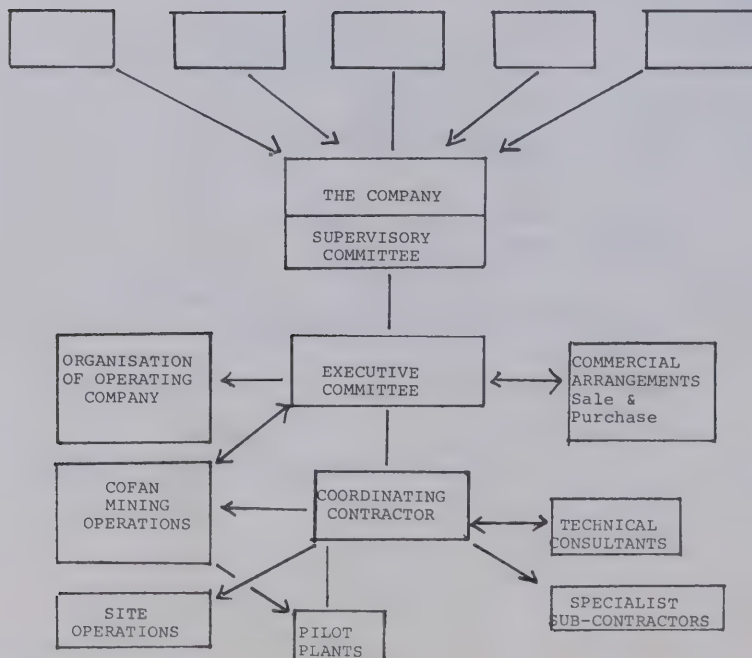 THE COMPANY
SUPERVISORY
COMMITTEE
ORGANISATION
OF OPERATING
COMPANY
EXECUTIVE
COMMITTEE
COMMERCIAL
ARRANGEMENTS
Sale &
Purchase
COFAN
MINING
OPERATIONS
COORDINATING
CONTRACTOR
TECHNICAL
CONSULTANTS
SITE
OPERATIONS
PILOT
PLANTS
SPECIALIST
SUB-CONTRACTORS